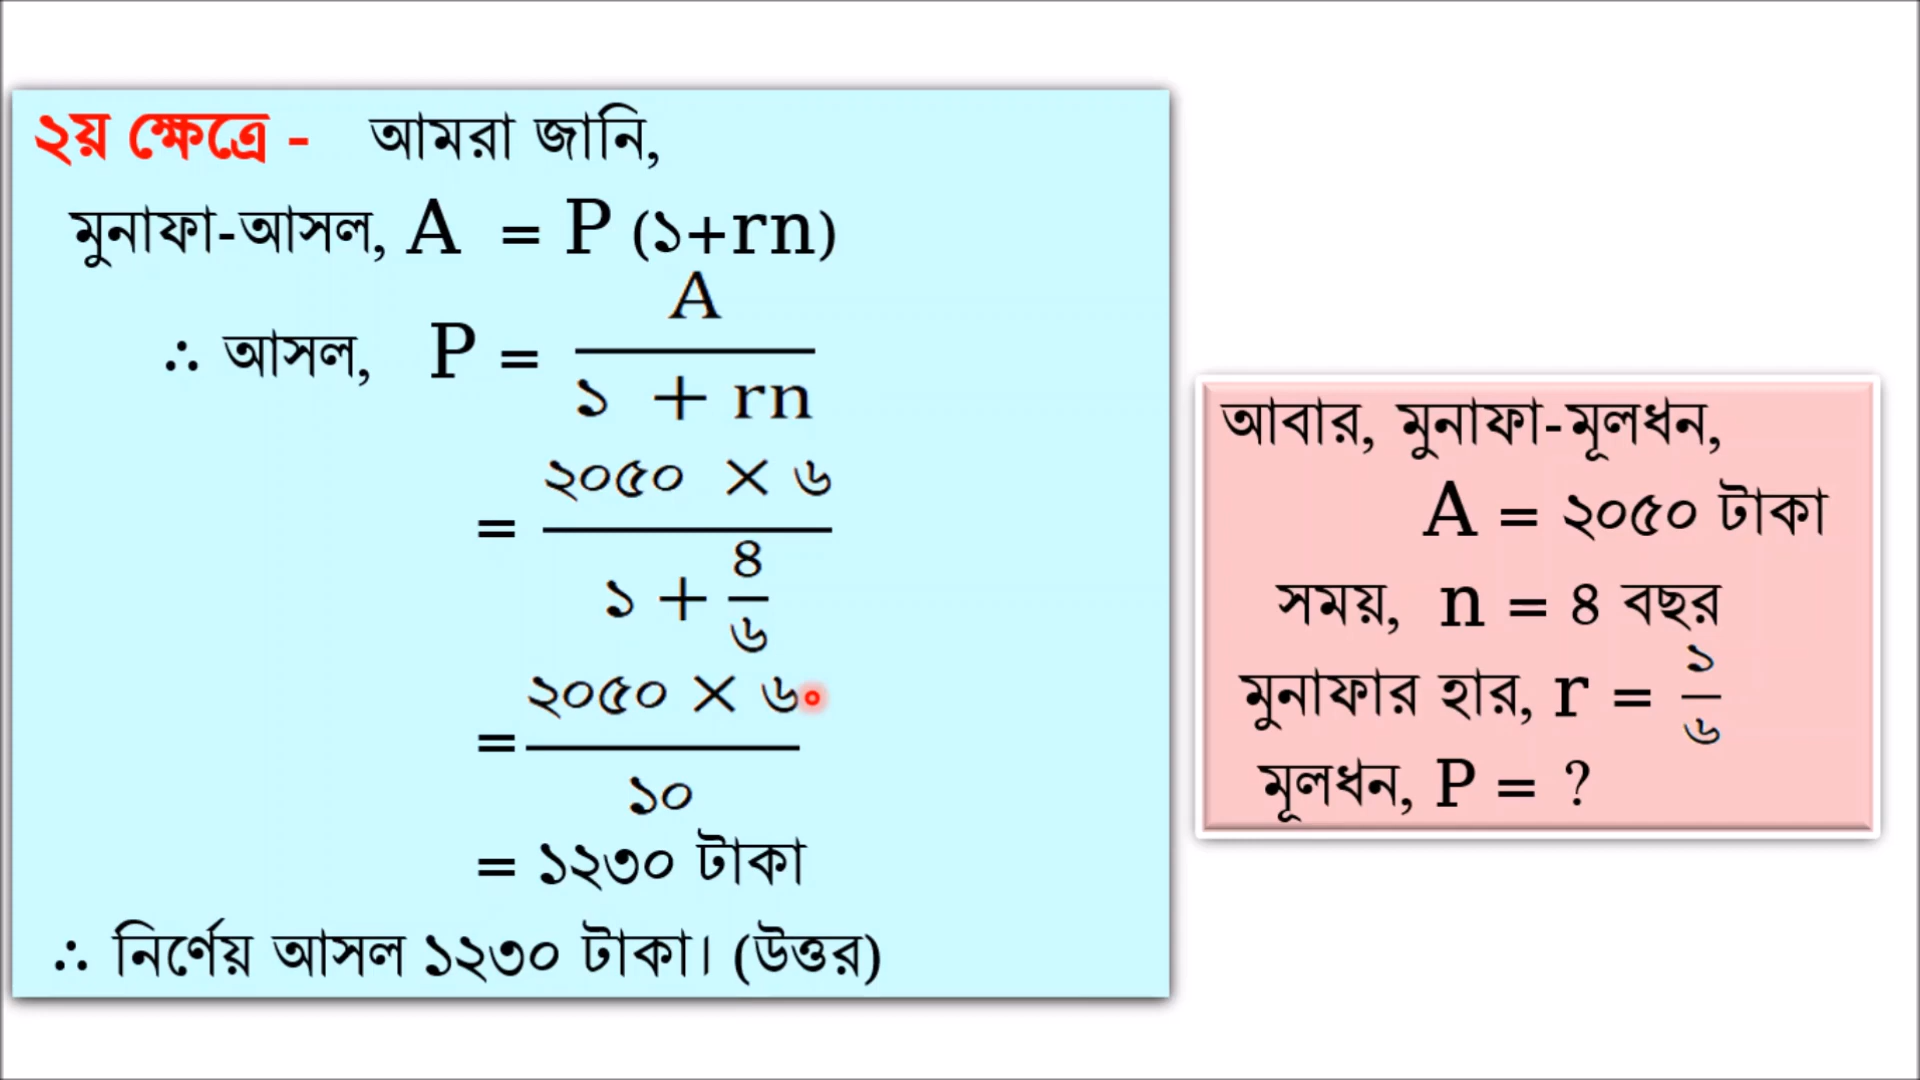 ২য় ক্ষেত্রে - আমরা জানি,
মুনাফা-আসল, A = P (১+rn)
∴ আসল, P = A / ১ + rn
= ২০৫০ × ৬ / ১ + ৪/৬
= ২০৫০ × ৬ / ১০
= ১২৩০ টাকা
∴ নির্ণেয় আসল ১২৩০ টাকা। (উত্তর)
আবার, মুনাফা-মূলধন,
A = ২০৫০ টাকা
সময়, n = ৪ বছর
মুনাফার হার, r = ১/৬
মূলধন, P = ?